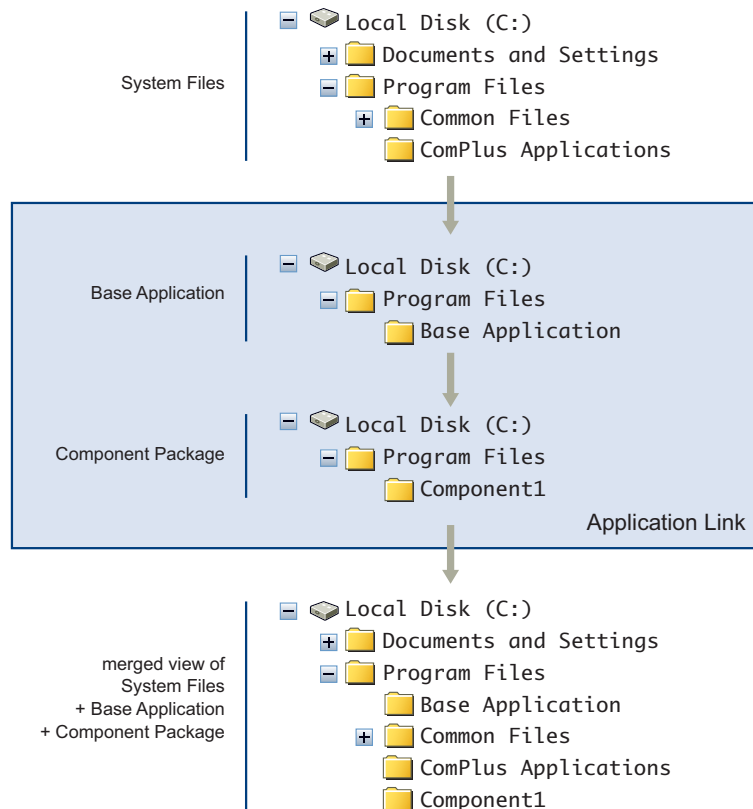 System Files
Local Disk (C:)
Documents and Settings
Program Files
Common Files
ComPlus Applications
Base Application
Local Disk (C:)
Program Files
Base Application
Component Package
Local Disk (C:)
Program Files
Component1
Application Link
merged view of
System Files
+ Base Application
+ Component Package
Local Disk (C:)
Documents and Settings
Program Files
Base Application
Common Files
ComPlus Applications
Component1